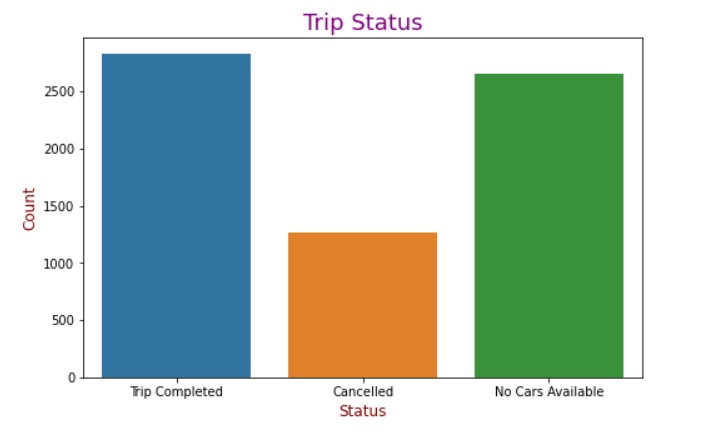 Trip Status
2500
2000
1500
1000
500
0
Count
Trip Completed
Cancelled
No Cars Available
Status